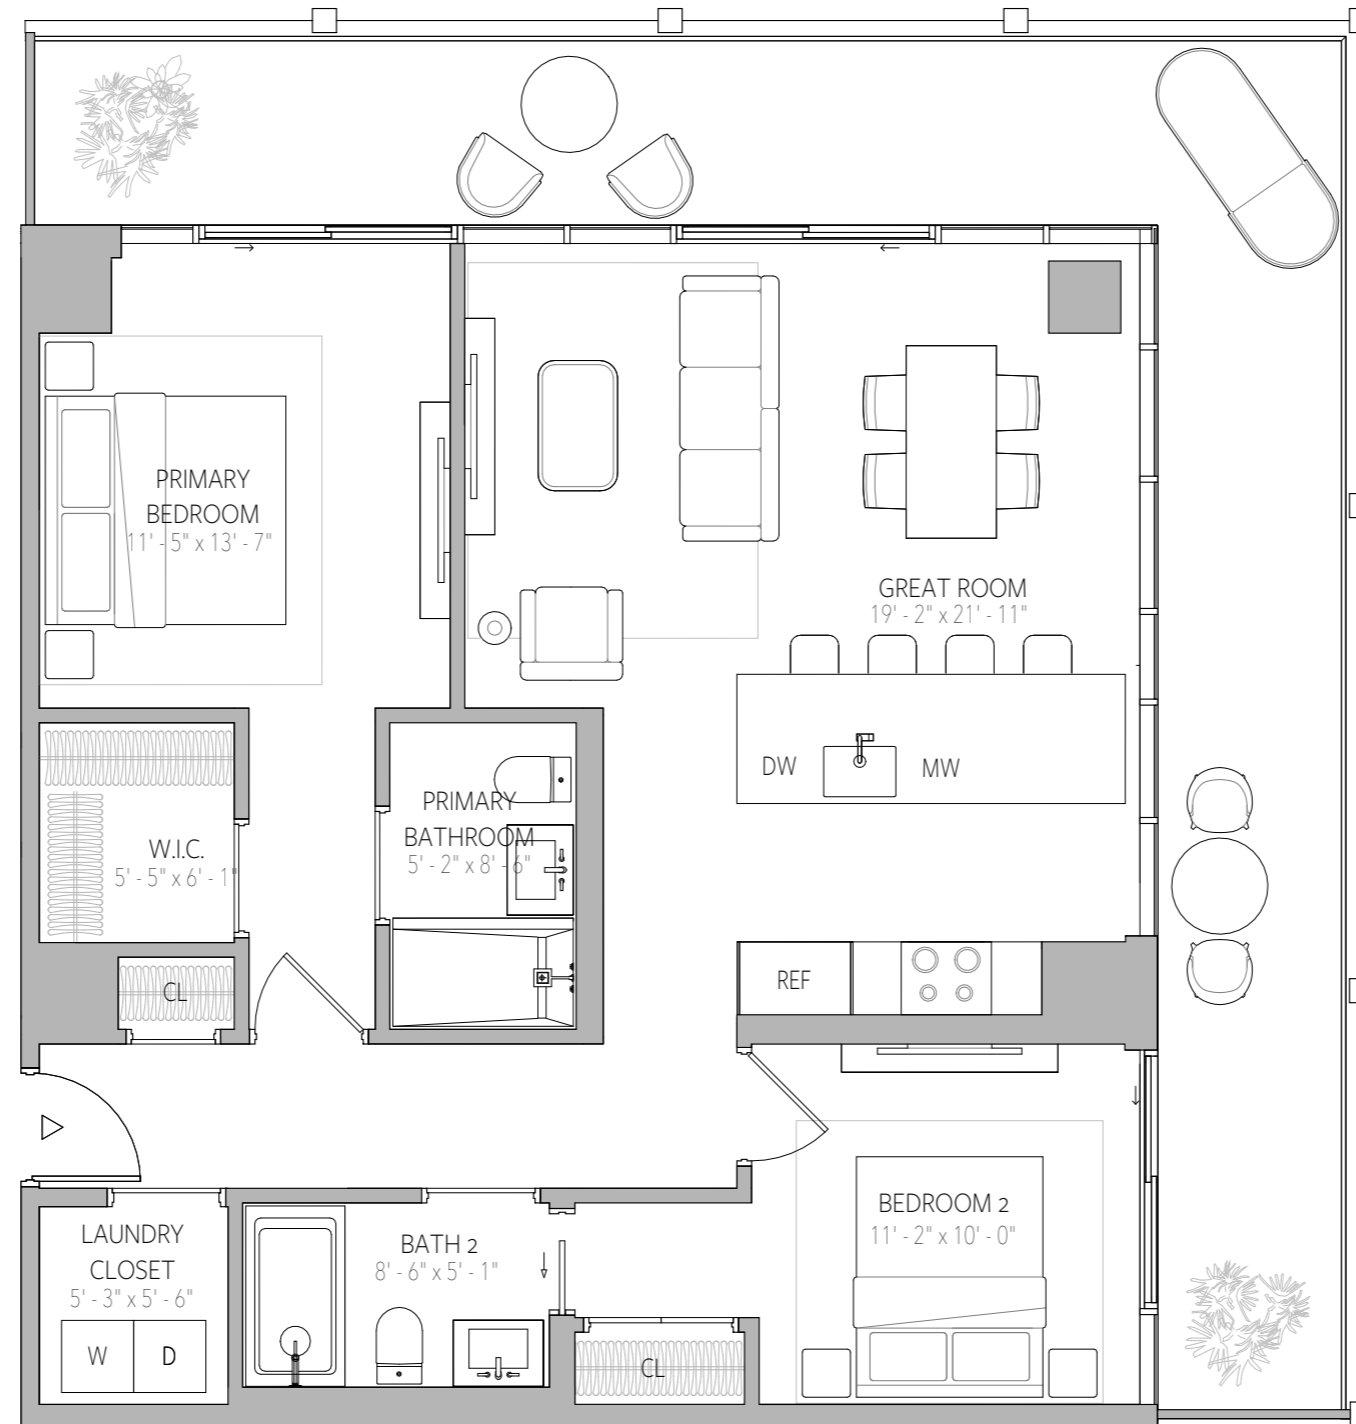 PRIMARY
BEDROOM
11' - 5" x 13' - 7"
GREAT ROOM
19' - 2" x 21' - 11"
DW
MW
PRIMARY
BATHROOM
5' - 2" x 8' - 6"
W.I.C.
5' - 5" x 6' - 1"
CL
REF
LAUNDRY
CLOSET
5' - 3" x 5' - 6"
W
D
BATH 2
8' - 6" x 5' - 1"
BEDROOM 2
11' - 2" x 10' - 0"
CL